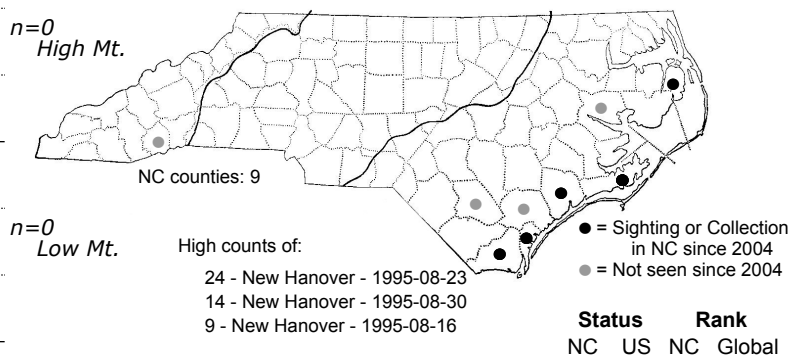 n=0
High Mt.
NC counties: 9
n=0
Low Mt.
High counts of:
24 - New Hanover - 1995-08-23
14 - New Hanover - 1995-08-30
9 - New Hanover - 1995-08-16
= Sighting or Collection
in NC since 2004
= Not seen since 2004
Status Rank
NC US NC Global